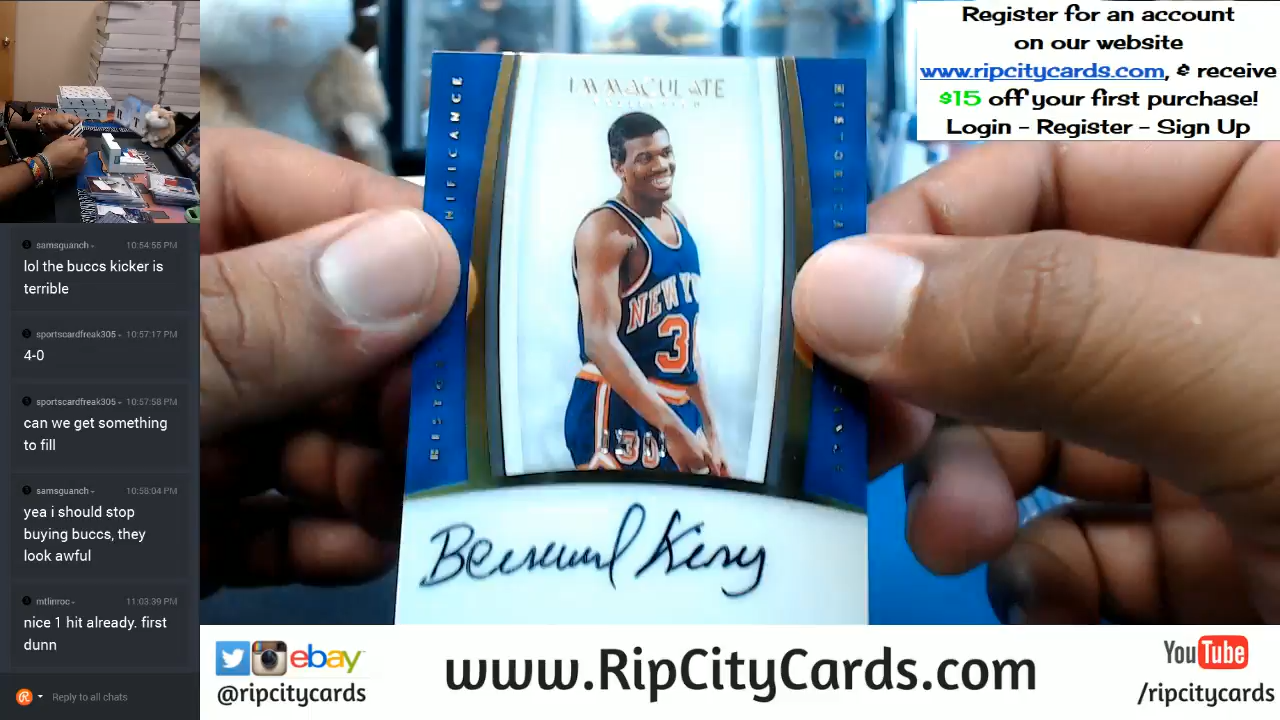 Register for an account
on our website
www.ripcitycards.com, & receive
$15 off your first purchase!
Login - Register - Sign Up
samsguanch - 10:54:55 PM
lol the buccs kicker is
terrible
sportscardfreak305 - 10:57:17 PM
4-0
sportscardfreak305 - 10:57:58 PM
can we get something
to fill
samsguanch - 10:58:04 PM
yea i should stop
buying buccs, they
look awful
mtlinroc - 11:03:39 PM
nice 1 hit already. first
dunn
Reply to all chats
IMMACULATE
COLLECTION
NEW Y
30
Bernard King
ebay
@ripcitycards
www.RipCityCards.com
YouTube
/ripcitycards